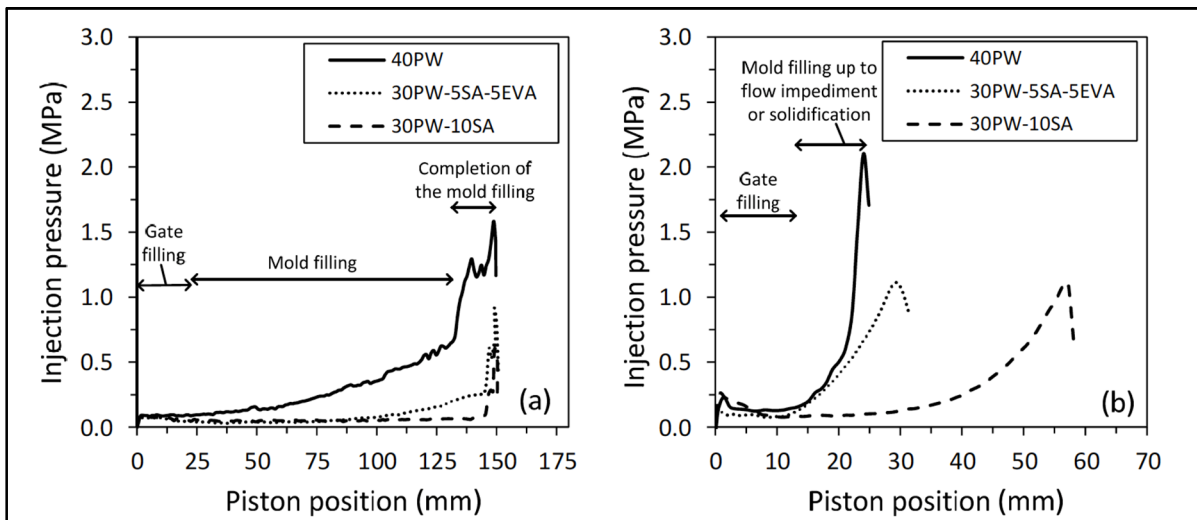 3.0
2.5
2.0
1.5
1.0
0.5
0.0
Injection pressure (MPa)
40PW
30PW-5SA-5EVA
30PW-10SA
Gate
filling
Mold filling
Completion of
the mold filling
(a)
0 25 50 75 100 125 150 175
Piston position (mm)
3.0
2.5
2.0
1.5
1.0
0.5
0.0
Injection pressure (MPa)
40PW
30PW-5SA-5EVA
30PW-10SA
Mold filling up to
flow impediment
or solidification
Gate
filling
(b)
0 10 20 30 40 50 60 70
Piston position (mm)